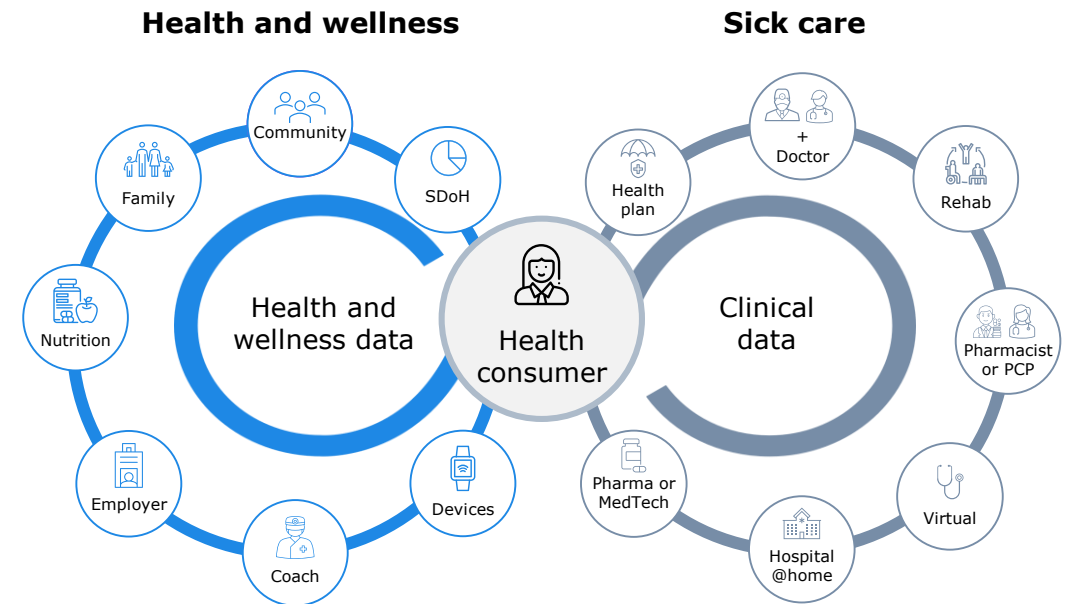 Health and wellness
Sick care
Community
Family
SDoH
Nutrition
Health and
wellness data
Employer
Devices
Coach
Health
consumer
+
Doctor
Health
plan
Rehab
Clinical
data
Pharmacist
or PCP
Pharma or
MedTech
Virtual
Hospital
@home